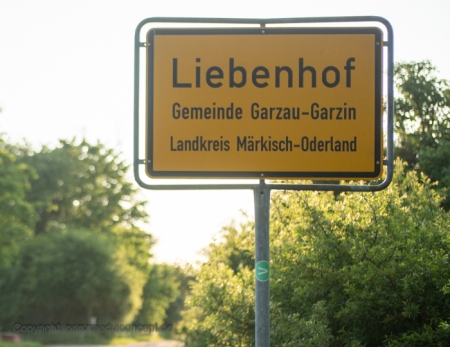 Liebenhof
Gemeinde Garzau-Garzin
Landkreis Märkisch-Oderland